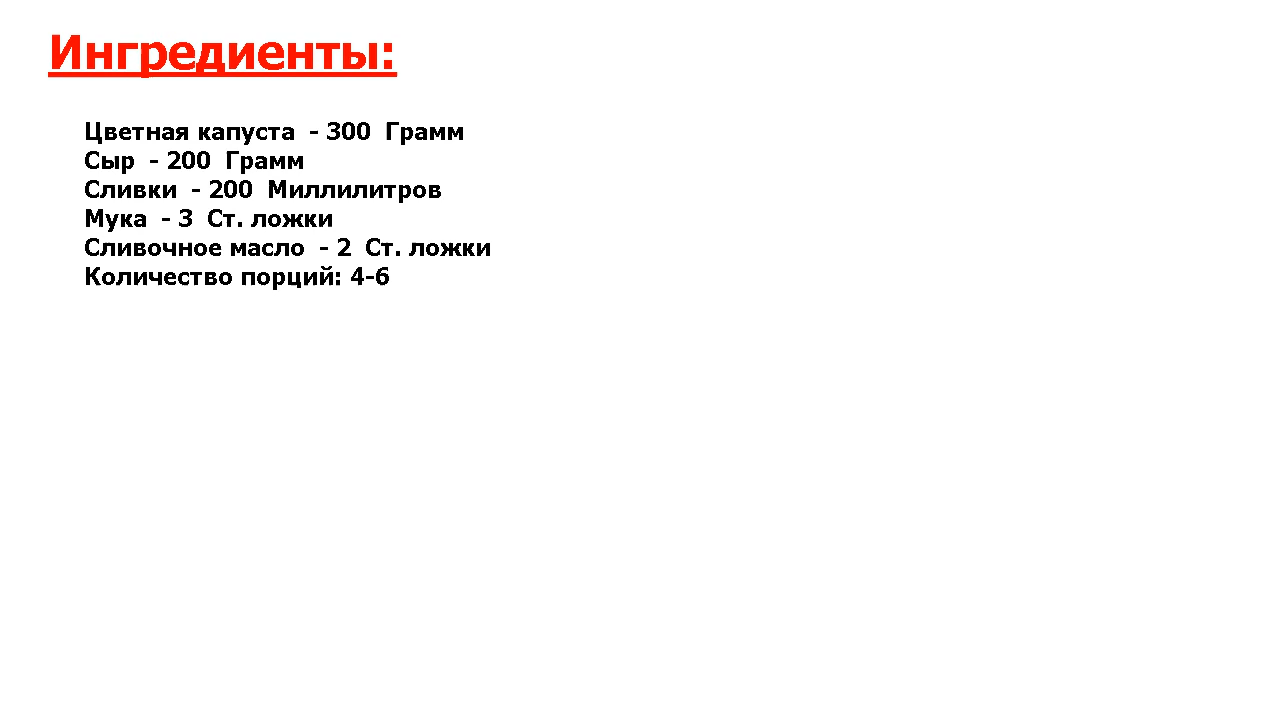 Ингредиенты:
Цветная капуста  - 300  Грамм
Сыр  - 200  Грамм
Сливки  - 200  Миллилитров
Мука  - 3  Ст. ложки
Сливочное масло  - 2  Ст. ложки
Количество порций: 4-6